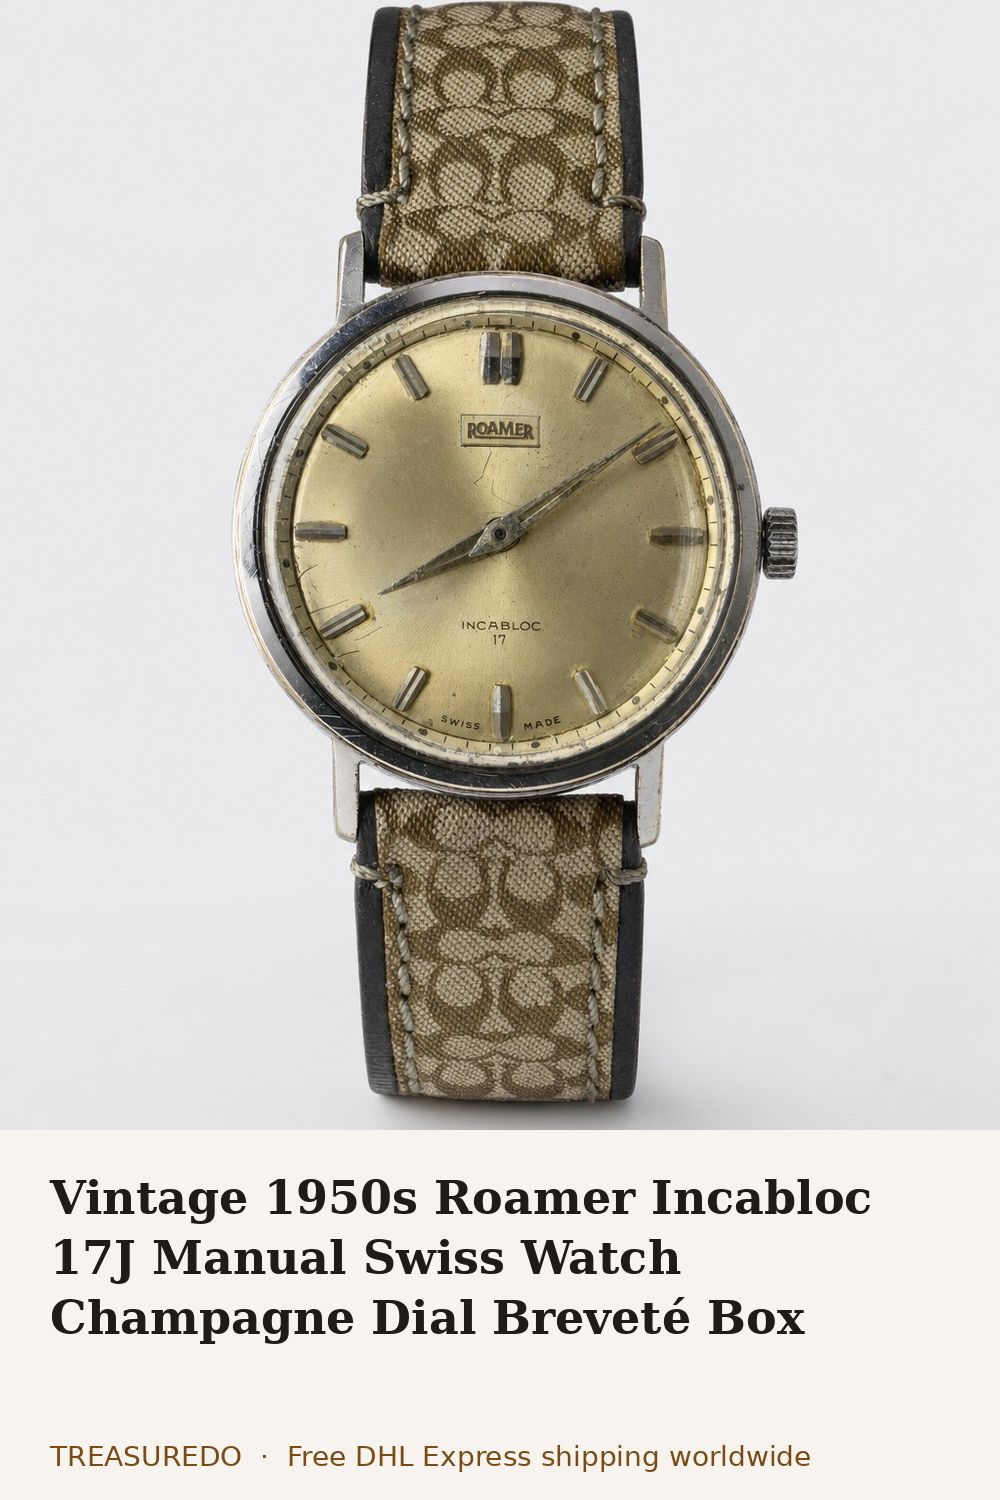 ROAMER
INCABLOC
17
SWISS MADE
Vintage 1950s Roamer Incabloc
17J Manual Swiss Watch
Champagne Dial Breveté Box
TREASUREDO · Free DHL Express shipping worldwide